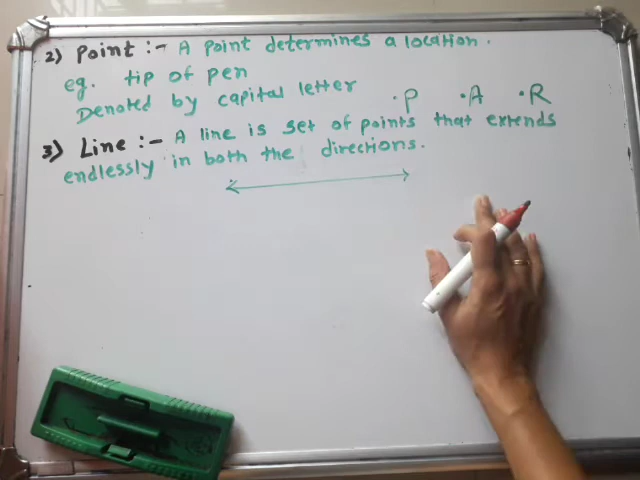 2) Point :- A point determines a location.
eg. tip of pen
Denoted by capital letter .P .A .R
3) Line :- A line is set of points that extends
endlessly in both the directions.